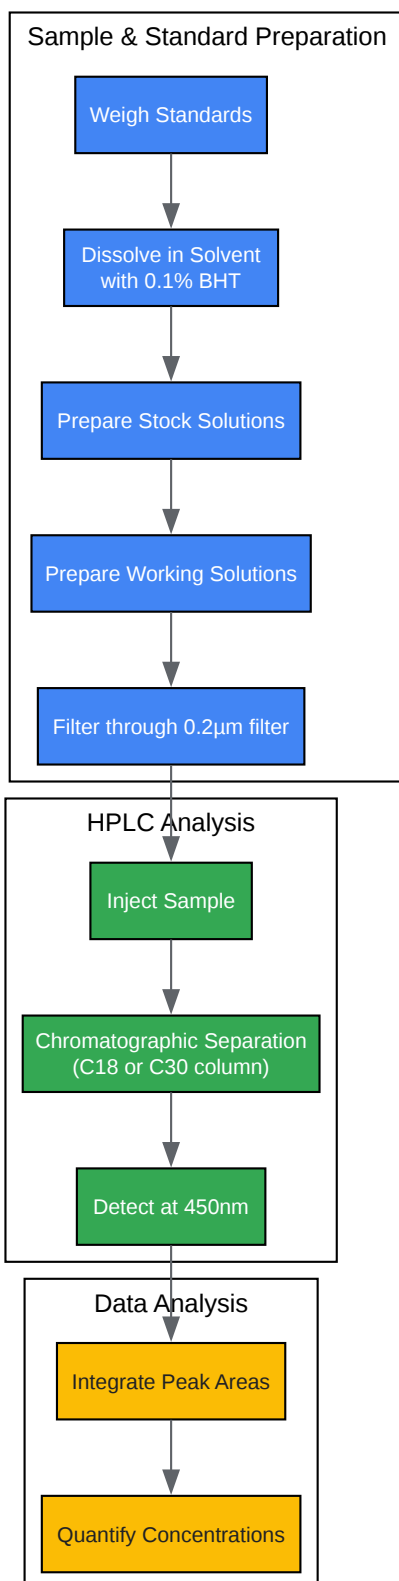 Sample & Standard Preparation
Weigh Standards
Dissolve in Solvent
with 0.1% BHT
Prepare Stock Solutions
Prepare Working Solutions
Filter through 0.2µm filter
HPLC Analysis
Inject Sample
Chromatographic Separation
(C18 or C30 column)
Detect at 450nm
Data Analysis
Integrate Peak Areas
Quantify Concentrations